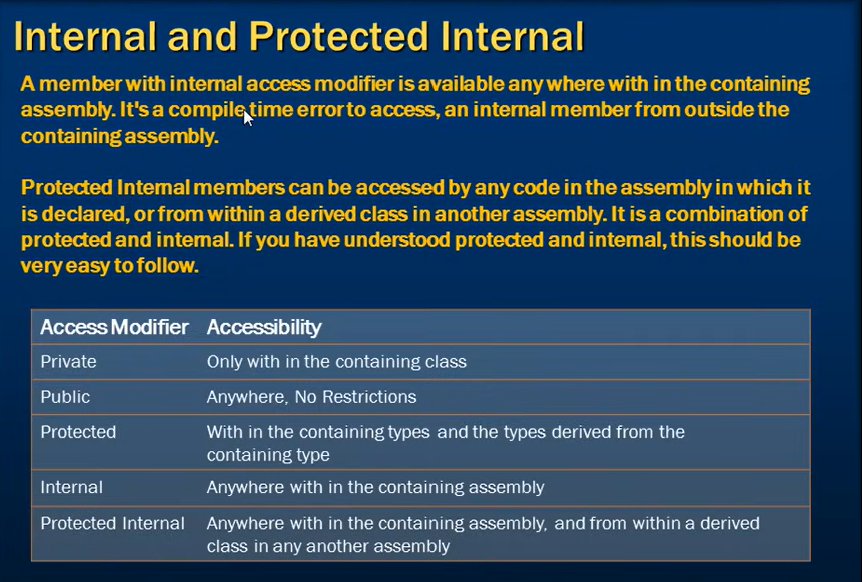 Internal and Protected Internal
A member with internal access modifier is available any where with in the containing
assembly. It's a compile time error to access, an internal member from outside the
containing assembly.
Protected Internal members can be accessed by any code in the assembly in which it
is declared, or from within a derived class in another assembly. It is a combination of
protected and internal. If you have understood protected and internal, this should be
very easy to follow.
Access Modifier Accessibility
Private Only with in the containing class
Public Anywhere, No Restrictions
Protected With in the containing types and the types derived from the
containing type
Internal Anywhere with in the containing assembly
Protected Internal Anywhere with in the containing assembly, and from within a derived
class in any another assembly